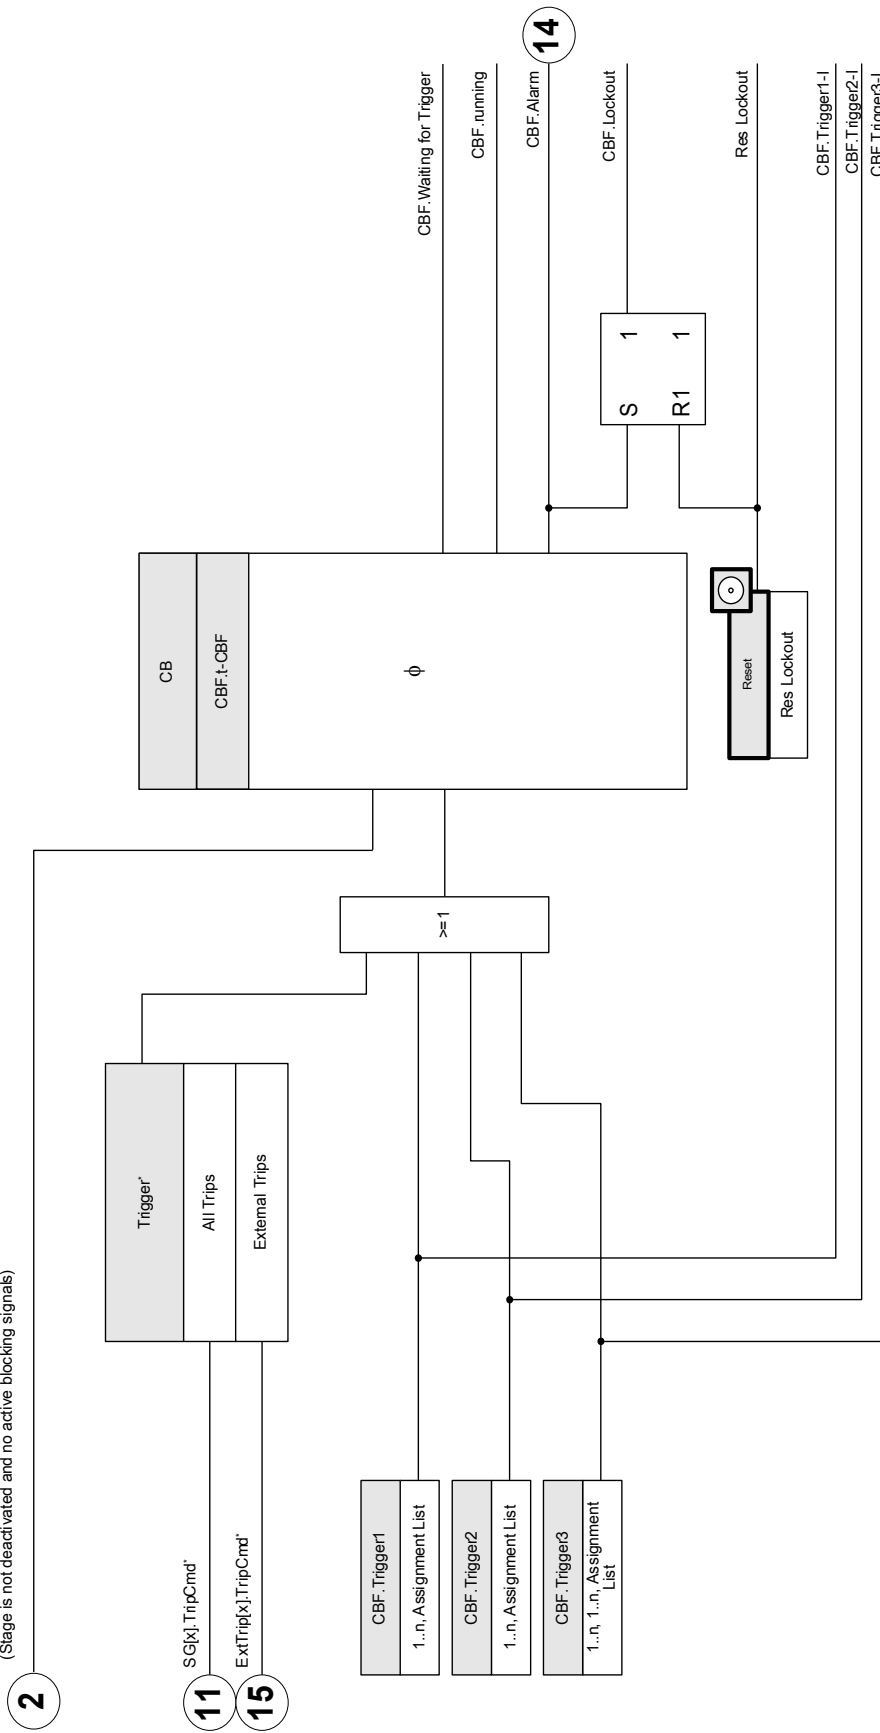 (Stage is not deactivated and no active blocking signals)
2
SG[x].TripCmd*
11
ExtTrip[x].TripCmd*
15
Trigger*
All Trips
External Trips
CBF.Trigger1
1..n, Assignment List
CBF.Trigger2
1..n, Assignment List
CBF.Trigger3
1..n, 1..n, Assignment
List
>=1
CB
CBF.t-CBF
ϕ
Reset
Res Lockout
S 1
R1 1
CBF.Waiting for Trigger
CBF.running
CBF.Alarm
14
CBF.Lockout
Res Lockout
CBF.Trigger1-I
CBF.Trigger2-I
CBF.Trigger3-I